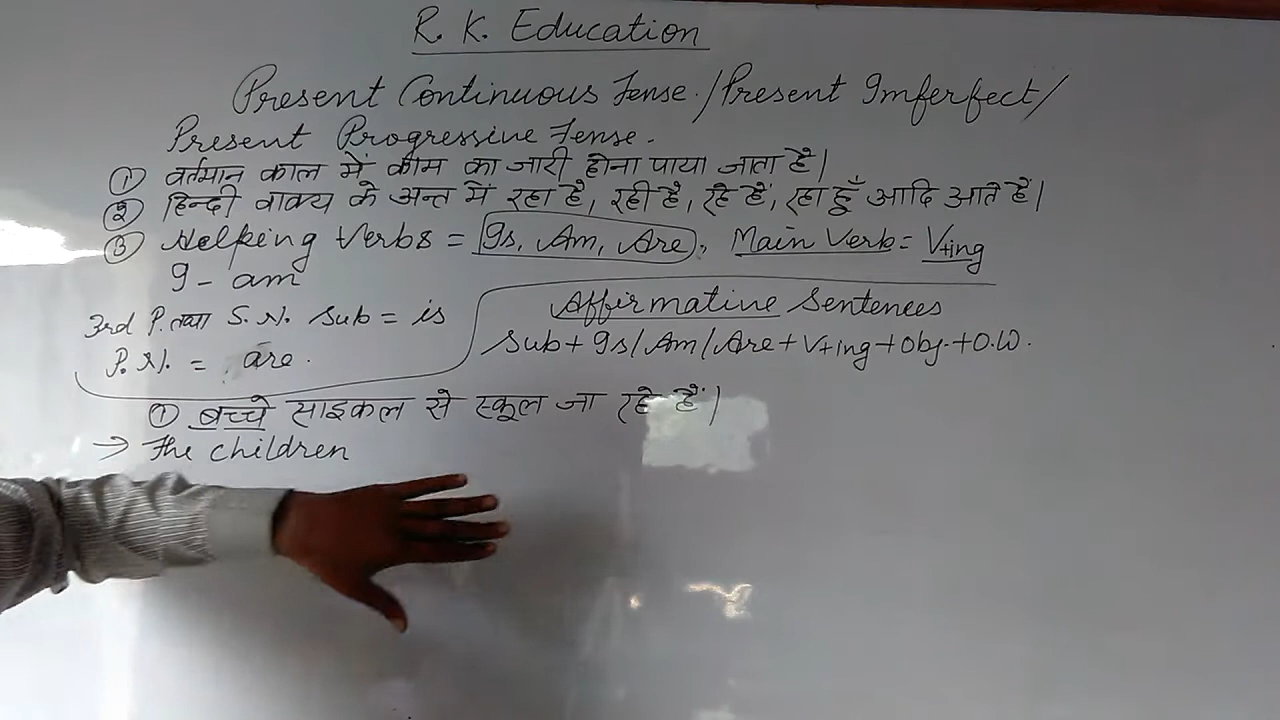 R. K. Education
Present Continuous Tense. / Present Imperfect /
Present Progressive Tense.
① वर्तमान काल में काम का जारी होना पाया जाता है।
② हिन्दी वाक्य के अन्त में रहा है, रही है, रहे हैं, रहा हूँ आदि आते हैं।
③ Helping Verbs = Is, Am, Are, Main Verb = V+ing
I - am
3rd P. तथा S. N. Sub = is
P. N. = are.
Affirmative Sentences
Sub + Is / Am / Are + V+ing + Obj. + O.W.
① बच्चे साइकल से स्कूल जा रहे हैं।
→ The children